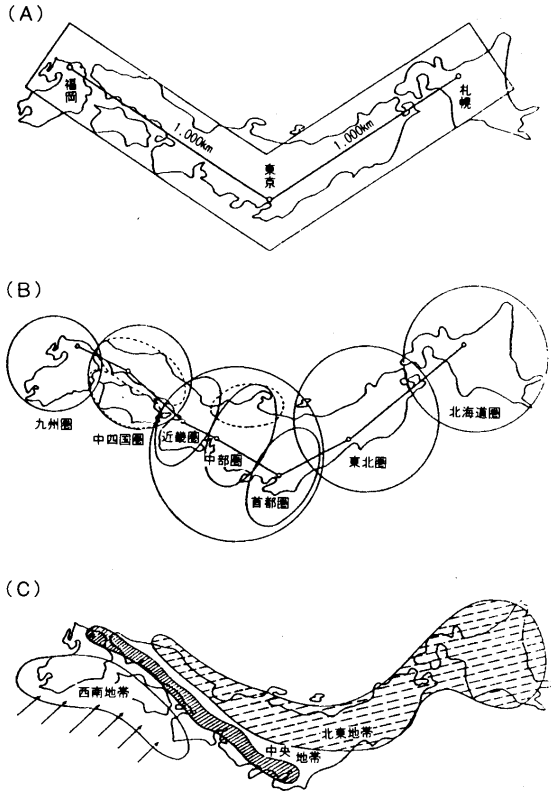 (A)
福岡
札幌
1,000km
1,000km
東京
(B)
九州圏
中四国圏
近畿圏
中部圏
首都圏
東北圏
北海道圏
(C)
西南地帯
北東地帯
中央地帯